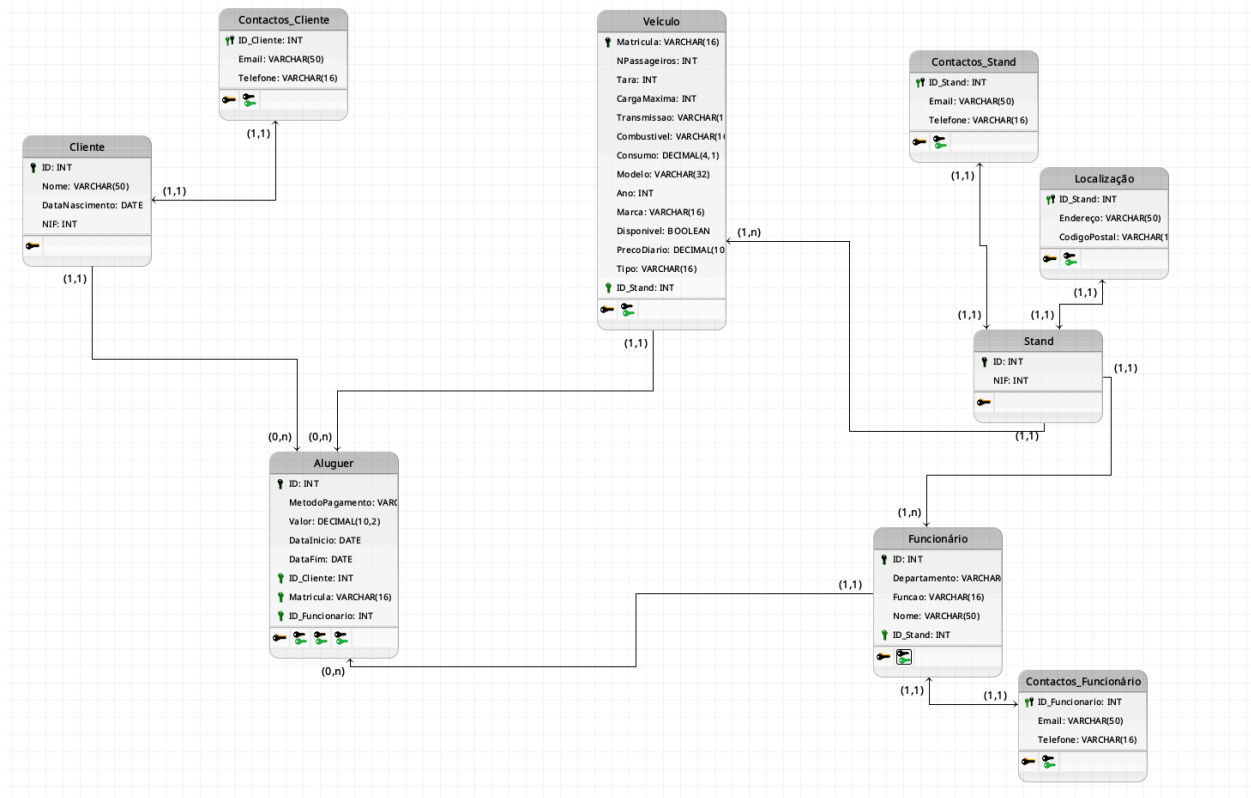 Contactos_Cliente
ID_Cliente: INT
Email: VARCHAR(50)
Telefone: VARCHAR(16)
(1,1)
Cliente
ID: INT
Nome: VARCHAR(50)
DataNascimento: DATE
NIF: INT
(1,1)
(1,1)
Veículo
Matricula: VARCHAR(16)
NPassageiros: INT
Tara: INT
CargaMaxima: INT
Transmissao: VARCHAR(1
Combustivel: VARCHAR(16
Consumo: DECIMAL(4,1)
Modelo: VARCHAR(32)
Ano: INT
Marca: VARCHAR(16)
Disponivel: BOOLEAN
PrecoDiario: DECIMAL(10
Tipo: VARCHAR(16)
ID_Stand: INT
(1,n)
(1,1)
Contactos_Stand
ID_Stand: INT
Email: VARCHAR(50)
Telefone: VARCHAR(16)
(1,1)
Localização
ID_Stand: INT
Endereço: VARCHAR(50)
CodigoPostal: VARCHAR(1
(1,1)
(1,1)
(1,1)
Stand
ID: INT
NIF: INT
(1,1)
(1,1)
(0,n)
(0,n)
Aluguer
ID: INT
MetodoPagamento: VARC
Valor: DECIMAL(10,2)
DataInicio: DATE
DataFim: DATE
ID_Cliente: INT
Matricula: VARCHAR(16)
ID_Funcionario: INT
(0,n)
(1,n)
Funcionário
ID: INT
Departamento: VARCHAR
Funcao: VARCHAR(16)
Nome: VARCHAR(50)
ID_Stand: INT
(1,1)
(1,1)
(1,1)
Contactos_Funcionário
ID_Funcionario: INT
Email: VARCHAR(50)
Telefone: VARCHAR(16)